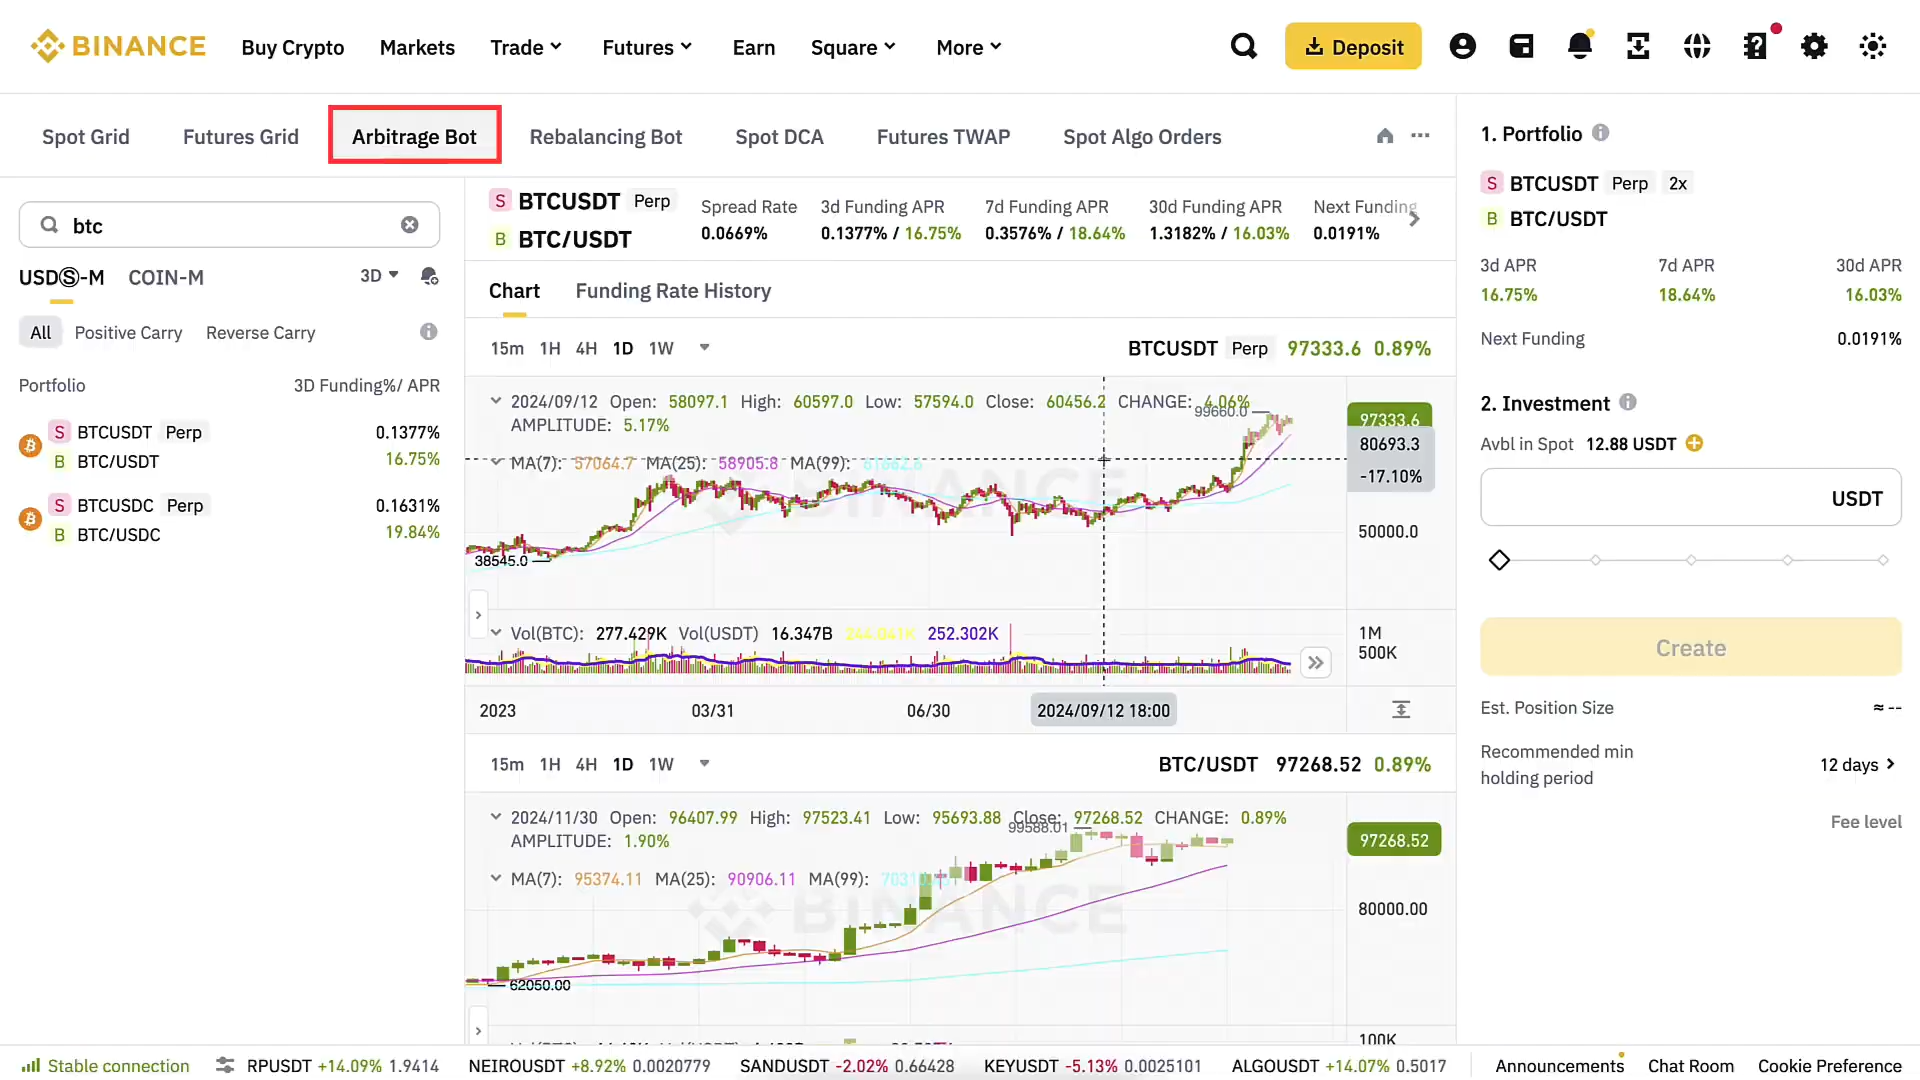 BINANCE Buy Crypto Markets Trade Futures Earn Square More Deposit
Spot Grid Futures Grid Arbitrage Bot Rebalancing Bot Spot DCA Futures TWAP Spot Algo Orders
btc
USDⓈ-M COIN-M 3D
All Positive Carry Reverse Carry
Portfolio 3D Funding%/ APR
S BTCUSDT Perp 0.1377%
B BTC/USDT 16.75%
S BTCUSDC Perp 0.1631%
B BTC/USDC 19.84%
S BTCUSDT Perp
B BTC/USDT
Spread Rate 3d Funding APR 7d Funding APR 30d Funding APR Next Funding
0.0669% 0.1377% / 16.75% 0.3576% / 18.64% 1.3182% / 16.03% 0.0191%
Chart Funding Rate History
15m 1H 4H 1D 1W BTCUSDT Perp 97333.6 0.89%
2024/09/12 Open: 58097.1 High: 60597.0 Low: 57594.0 Close: 60456.2 CHANGE: 4.06%
99660.0
AMPLITUDE: 5.17%
MA(7): 57064.7 MA(25): 58905.8 MA(99):
97333.6
80693.3
-17.10%
50000.0
38545.0
BINANCE
Vol(BTC): 277.429K Vol(USDT) 16.347B 244.041K 252.302K
1M
500K
2023 03/31 06/30 2024/09/12 18:00
15m 1H 4H 1D 1W BTC/USDT 97268.52 0.89%
2024/11/30 Open: 96407.99 High: 97523.41 Low: 95693.88 Close: 97268.52 CHANGE: 0.89%
99588.01
AMPLITUDE: 1.90%
MA(7): 95374.11 MA(25): 90906.11 MA(99):
97268.52
80000.00
BINANCE
62050.00
100K
1. Portfolio
S BTCUSDT Perp 2x
B BTC/USDT
3d APR 7d APR 30d APR
16.75% 18.64% 16.03%
Next Funding 0.0191%
2. Investment
Avbl in Spot 12.88 USDT
USDT
Create
Est. Position Size ≈ --
Recommended min
holding period 12 days
Fee level
Stable connection RPUSDT +14.09% 1.9414 NEIROUSDT +8.92% 0.0020779 SANDUSDT -2.02% 0.66428 KEYUSDT -5.13% 0.0025101 ALGOUSDT +14.07% 0.5017 Announcements Chat Room Cookie Preference